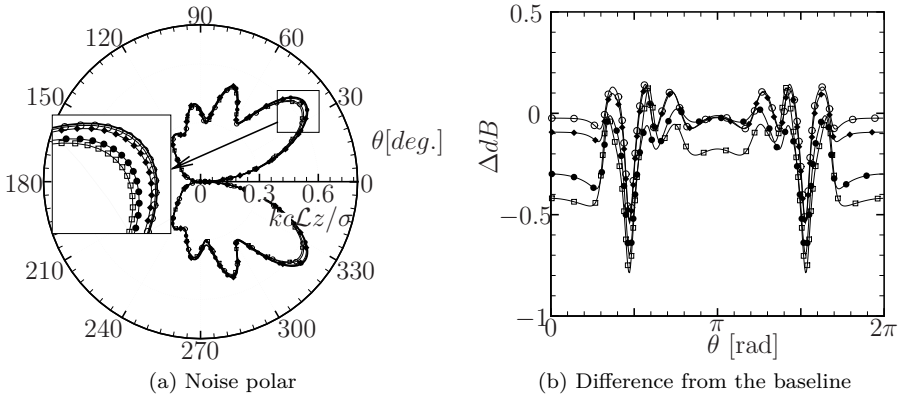 90
120
60
150
30
θ[deg.]
180
0
0.3
0.6
0
kcℒz/σ
210
330
240
300
270
(a) Noise polar
0.5
0
−0.5
−1
ΔdB
0
π
2π
θ [rad]
(b) Difference from the baseline